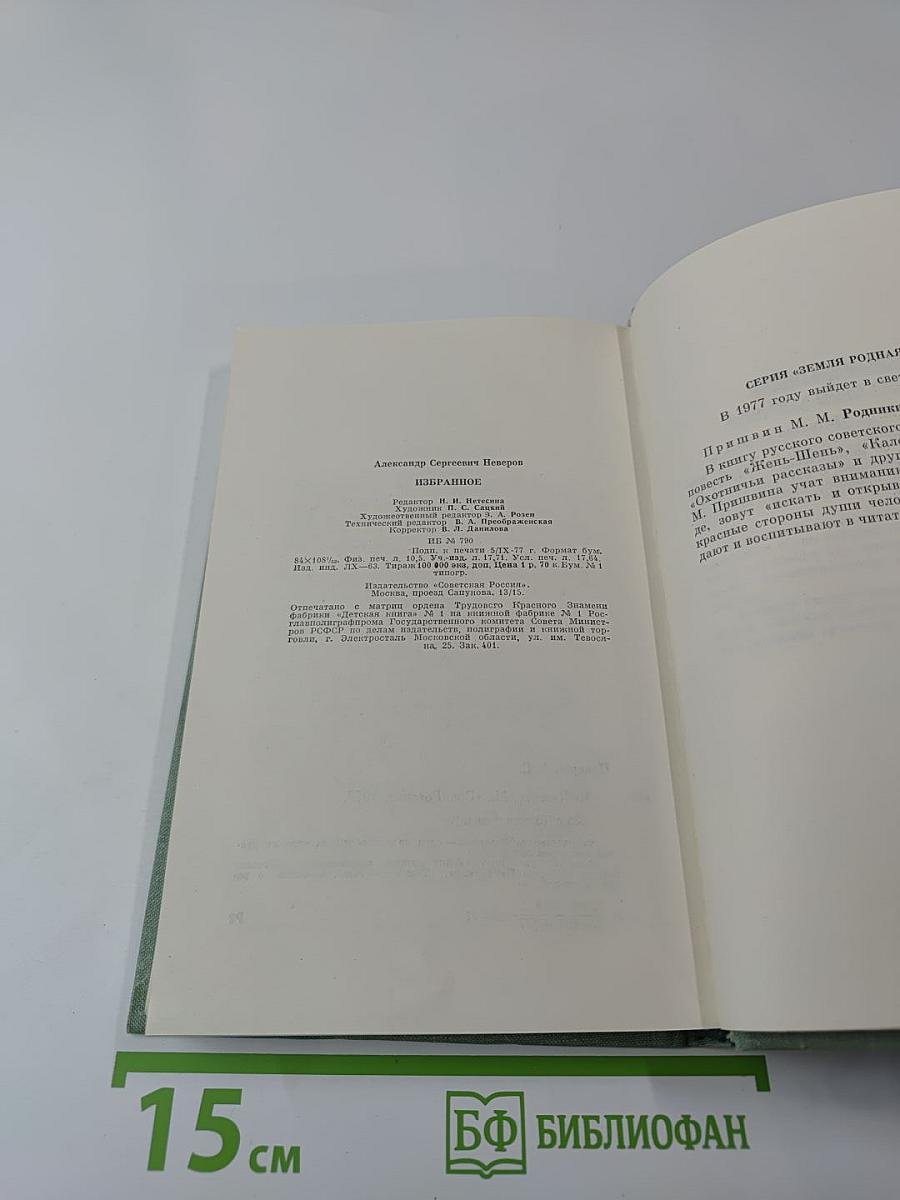 Александр Сергеевич Неверов
ИЗБРАННОЕ
Редактор Н. И. Нетесина
Художник П. С. Сацкий
Художественный редактор Э. А. Розен
Технический редактор В. А. Преображенская
Корректор В. Л. Данилова
ИБ № 790
Подп. к печати 5/IX-77 г. Формат бум.
84×108¹/₃₂. Физ. печ. л. 10,5. Уч.-изд. л. 17,71. Усл. печ. л. 17,64.
Изд. инд. ЛХ—63. Тираж 100 000 экз. доп. Цена 1 р. 70 к. Бум. № 1
типогр.
Издательство «Советская Россия».
Москва, проезд Сапунова, 13/15.
Отпечатано с матриц ордена Трудовсго Красного Знамени
фабрики «Детская книга» № 1 на книжной фабрике № 1 Рос-
главполиграфпрома Государственного комитета Совета Минист-
ров РСФСР по делам издательств, полиграфии и книжной тор-
говли, г. Электросталь Московской области, ул. им. Тевося-
на, 25. Зак. 401.
СЕРИЯ «ЗЕМЛЯ РОДНАЯ
В 1977 году выйдет в све
Пришвин М. М. Родники
В книгу русского советского
повесть «Жень-Шень», «Кале
«Охотничьи рассказы» и друг
М. Пришвина учат внимани
де, зовут «искать и открыв
красные стороны души чело
дают и воспитывают в читат
15 см
БФ БИБЛИОФАН